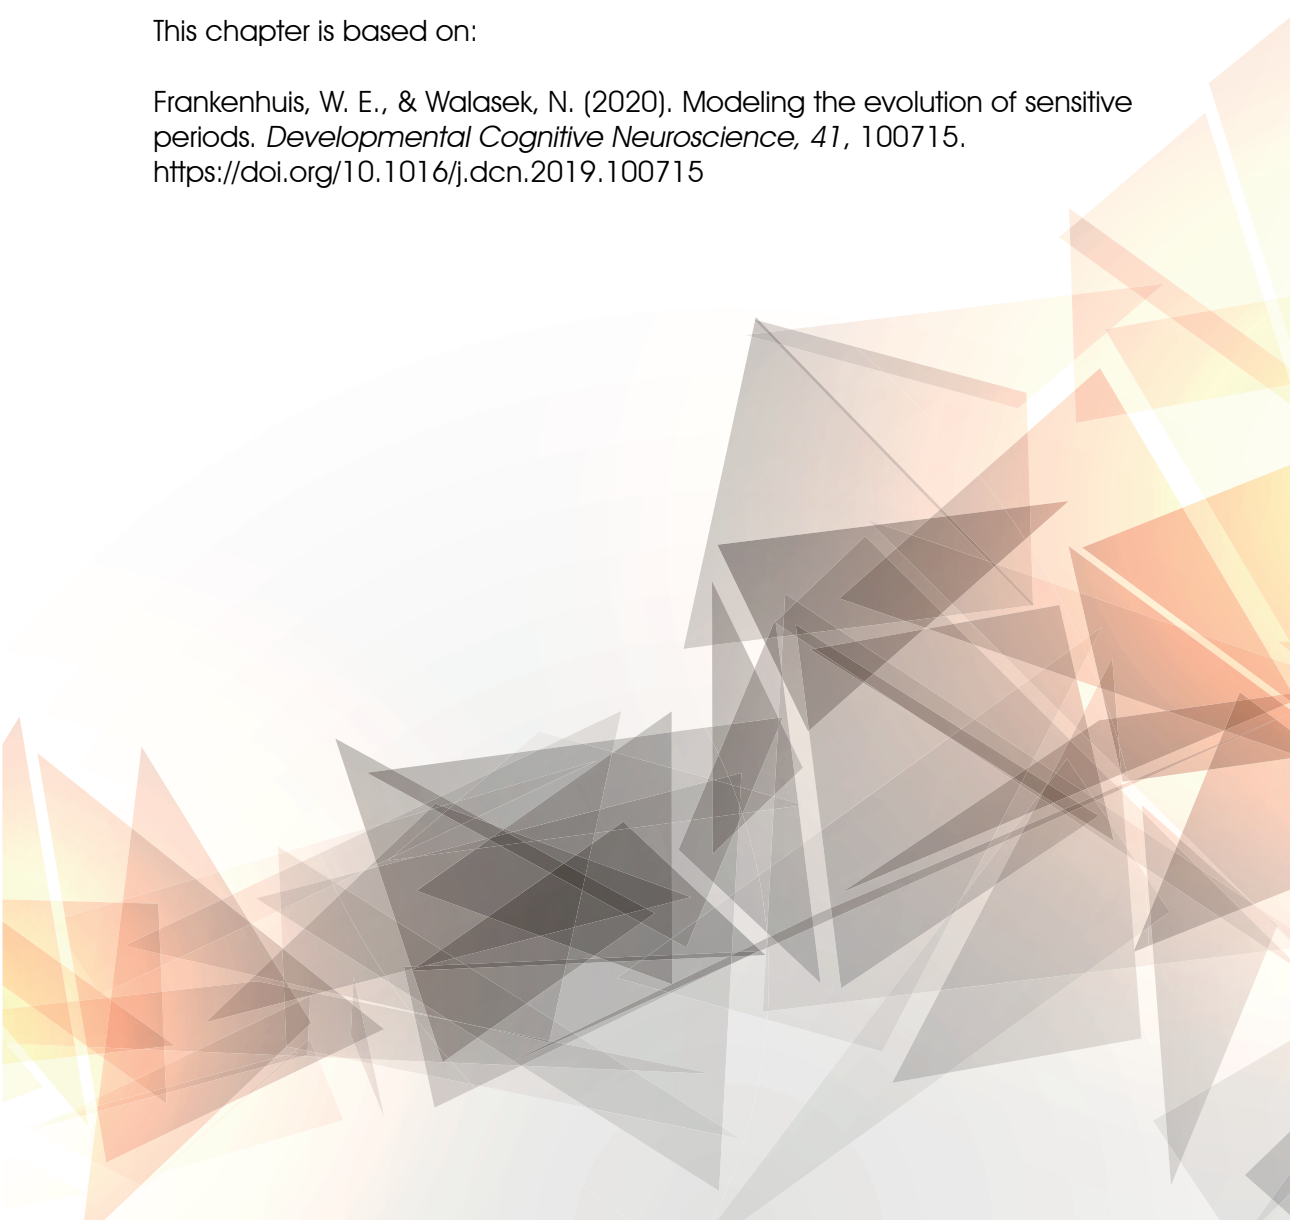 This chapter is based on:
Frankenhuis, W. E., & Walasek, N. (2020). Modeling the evolution of sensitive
periods. Developmental Cognitive Neuroscience, 41, 100715.
https://doi.org/10.1016/j.dcn.2019.100715